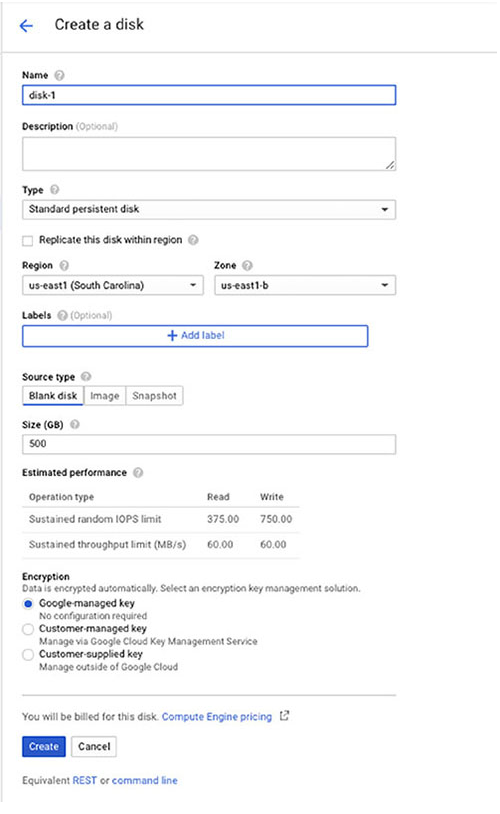 Create a disk
Name
disk-1
Description (Optional)
Type
Standard persistent disk
Replicate this disk within region
Region Zone
us-east1 (South Carolina) us-east1-b
Labels (Optional)
+ Add label
Source type
Blank disk Image Snapshot
Size (GB)
500
Estimated performance
Operation type Read Write
Sustained random IOPS limit 375.00 750.00
Sustained throughput limit (MB/s) 60.00 60.00
Encryption
Data is encrypted automatically. Select an encryption key management solution.
Google-managed key
No configuration required
Customer-managed key
Manage via Google Cloud Key Management Service
Customer-supplied key
Manage outside of Google Cloud
You will be billed for this disk. Compute Engine pricing
Create Cancel
Equivalent REST or command line